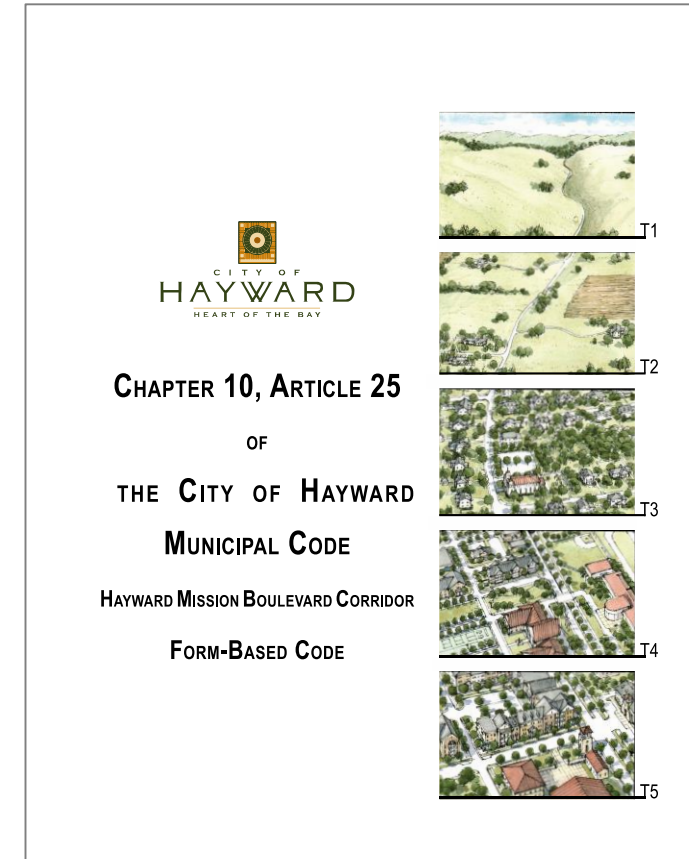 CITY OF
HAYWARD
HEART OF THE BAY
CHAPTER 10, ARTICLE 25
OF
THE CITY OF HAYWARD
MUNICIPAL CODE
HAYWARD MISSION BOULEVARD CORRIDOR
FORM-BASED CODE
T1
T2
T3
T4
T5